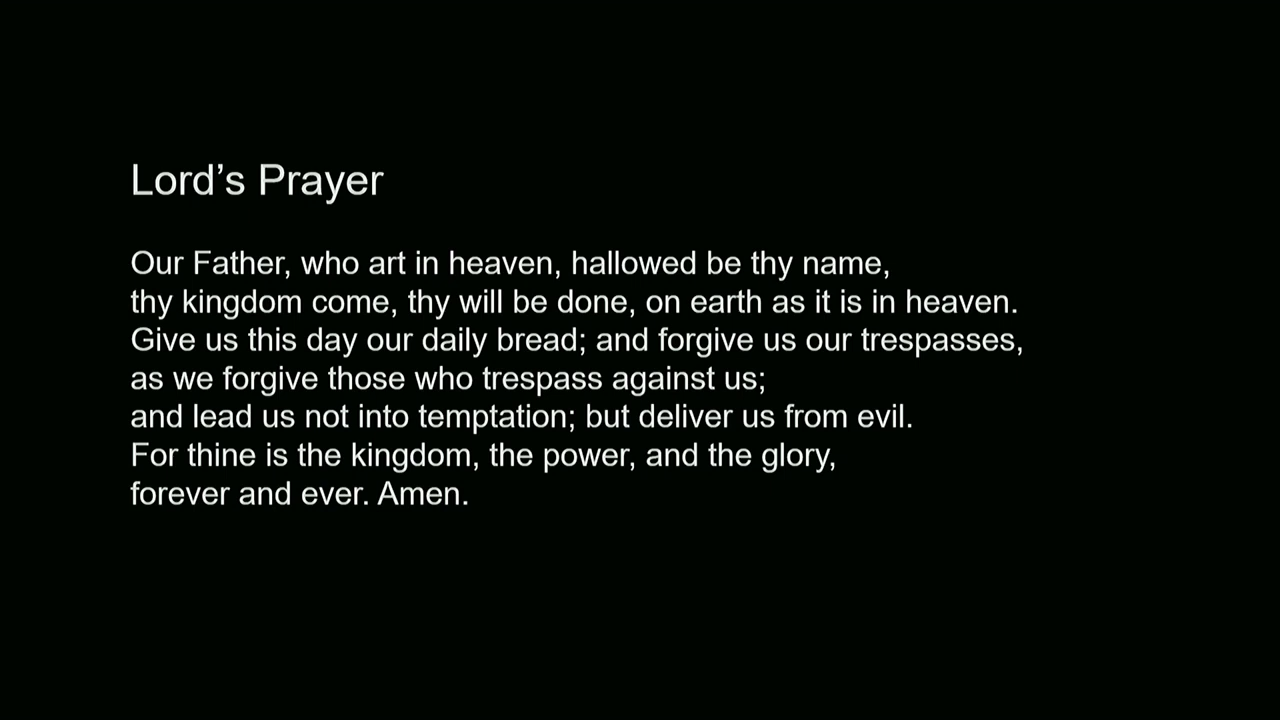 Lord’s Prayer
Our Father, who art in heaven, hallowed be thy name,
thy kingdom come, thy will be done, on earth as it is in heaven.
Give us this day our daily bread; and forgive us our trespasses,
as we forgive those who trespass against us;
and lead us not into temptation; but deliver us from evil.
For thine is the kingdom, the power, and the glory,
forever and ever. Amen.